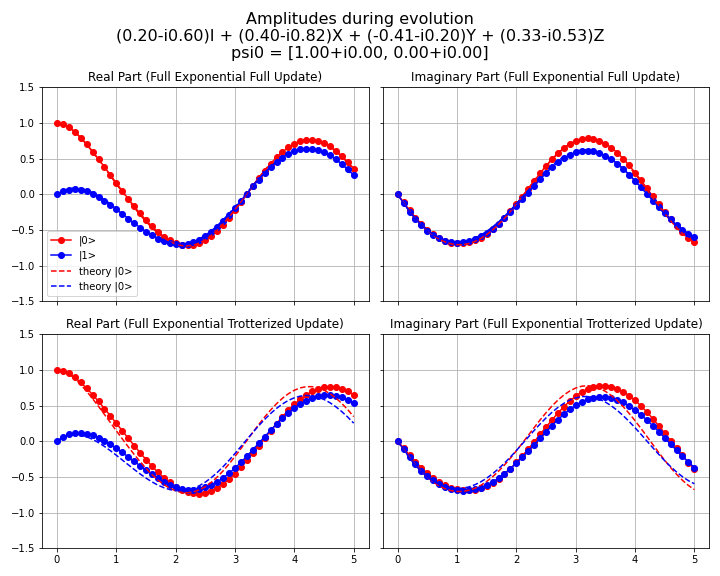 Amplitudes during evolution
(0.20-i0.60)I + (0.40-i0.82)X + (-0.41-i0.20)Y + (0.33-i0.53)Z
psi0 = [1.00+i0.00, 0.00+i0.00]
Real Part (Full Exponential Full Update)
Imaginary Part (Full Exponential Full Update)
1.5
1.0
0.5
0.0
−0.5
−1.0
−1.5
|0>
|1>
theory |0>
theory |0>
Real Part (Full Exponential Trotterized Update)
Imaginary Part (Full Exponential Trotterized Update)
1.5
1.0
0.5
0.0
−0.5
−1.0
−1.5
0 1 2 3 4 5
0 1 2 3 4 5